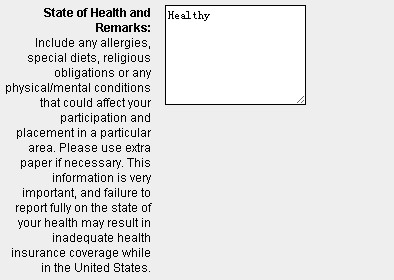 State of Health and
Remarks:
Include any allergies,
special diets, religious
obligations or any
physical/mental conditions
that could affect your
participation and
placement in a particular
area. Please use extra
paper if necessary. This
information is very
important, and failure to
report fully on the state of
your health may result in
inadequate health
insurance coverage while
in the United States.
Healthy